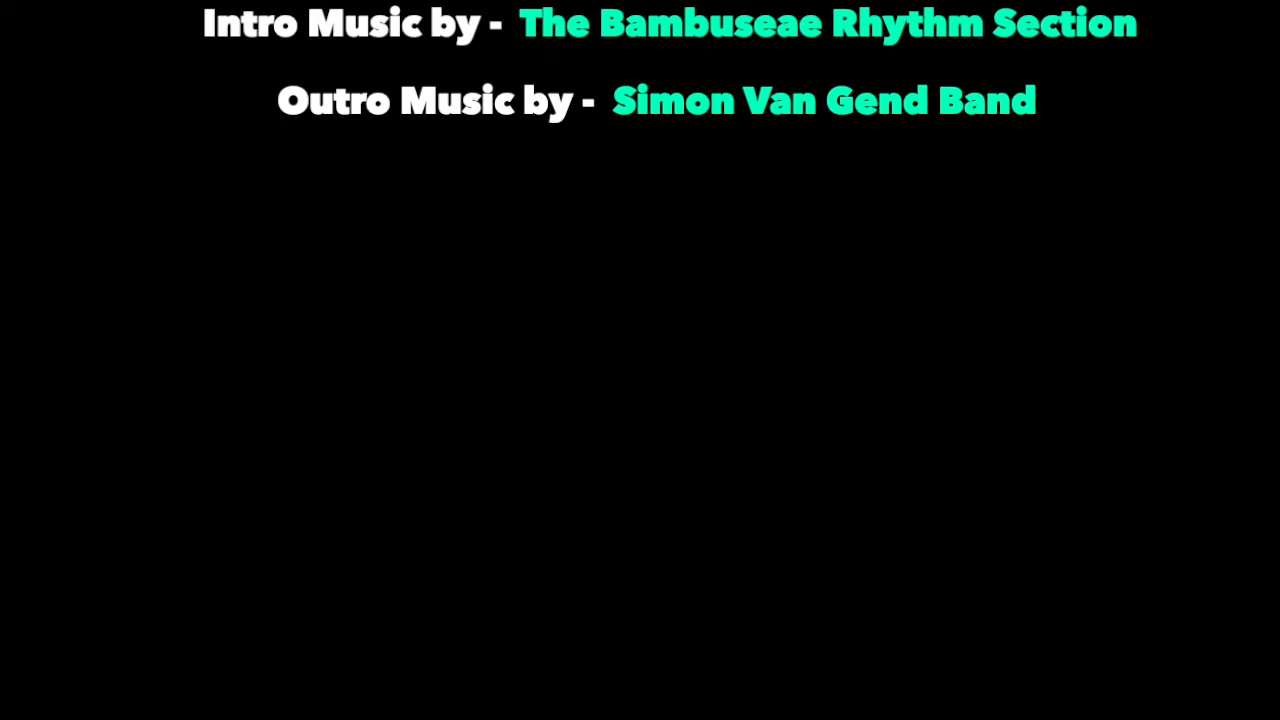 Intro Music by - The Bambuseae Rhythm Section
Outro Music by - Simon Van Gend Band